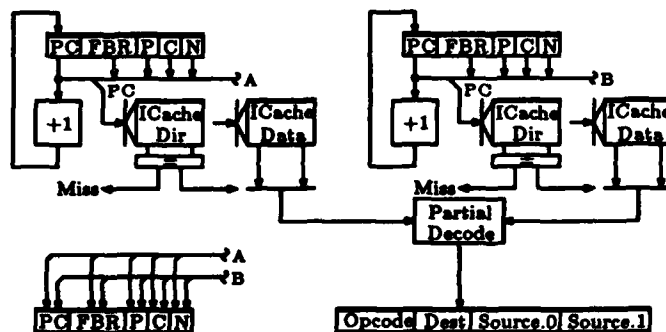 PC FBR P C N
PC FBR P C N
A
B
PC
PC
+1
ICache Dir
ICache Data
+1
ICache Dir
ICache Data
=
=
Miss
Miss
Partial Decode
A
B
PC FBR P C N
Opcode Dest Source.0 Source.1